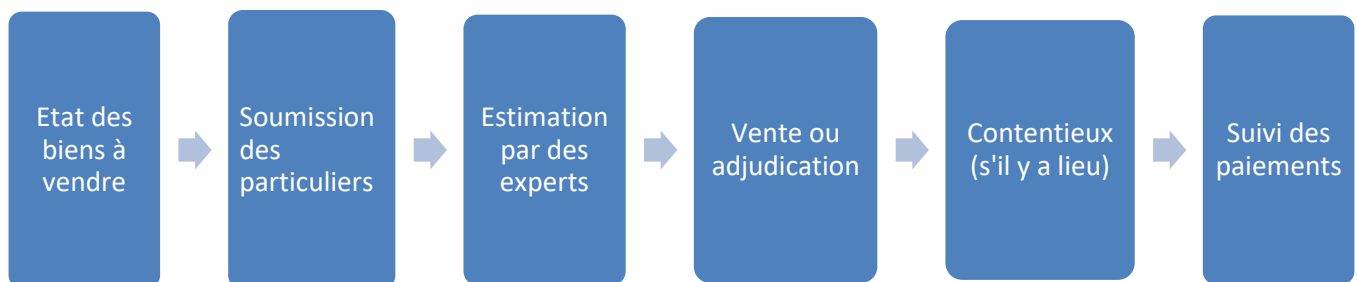 Etat des
biens à
vendre
Soumission
des
particuliers
Estimation
par des
experts
Vente ou
adjudication
Contentieux
(s'il y a lieu)
Suivi des
paiements